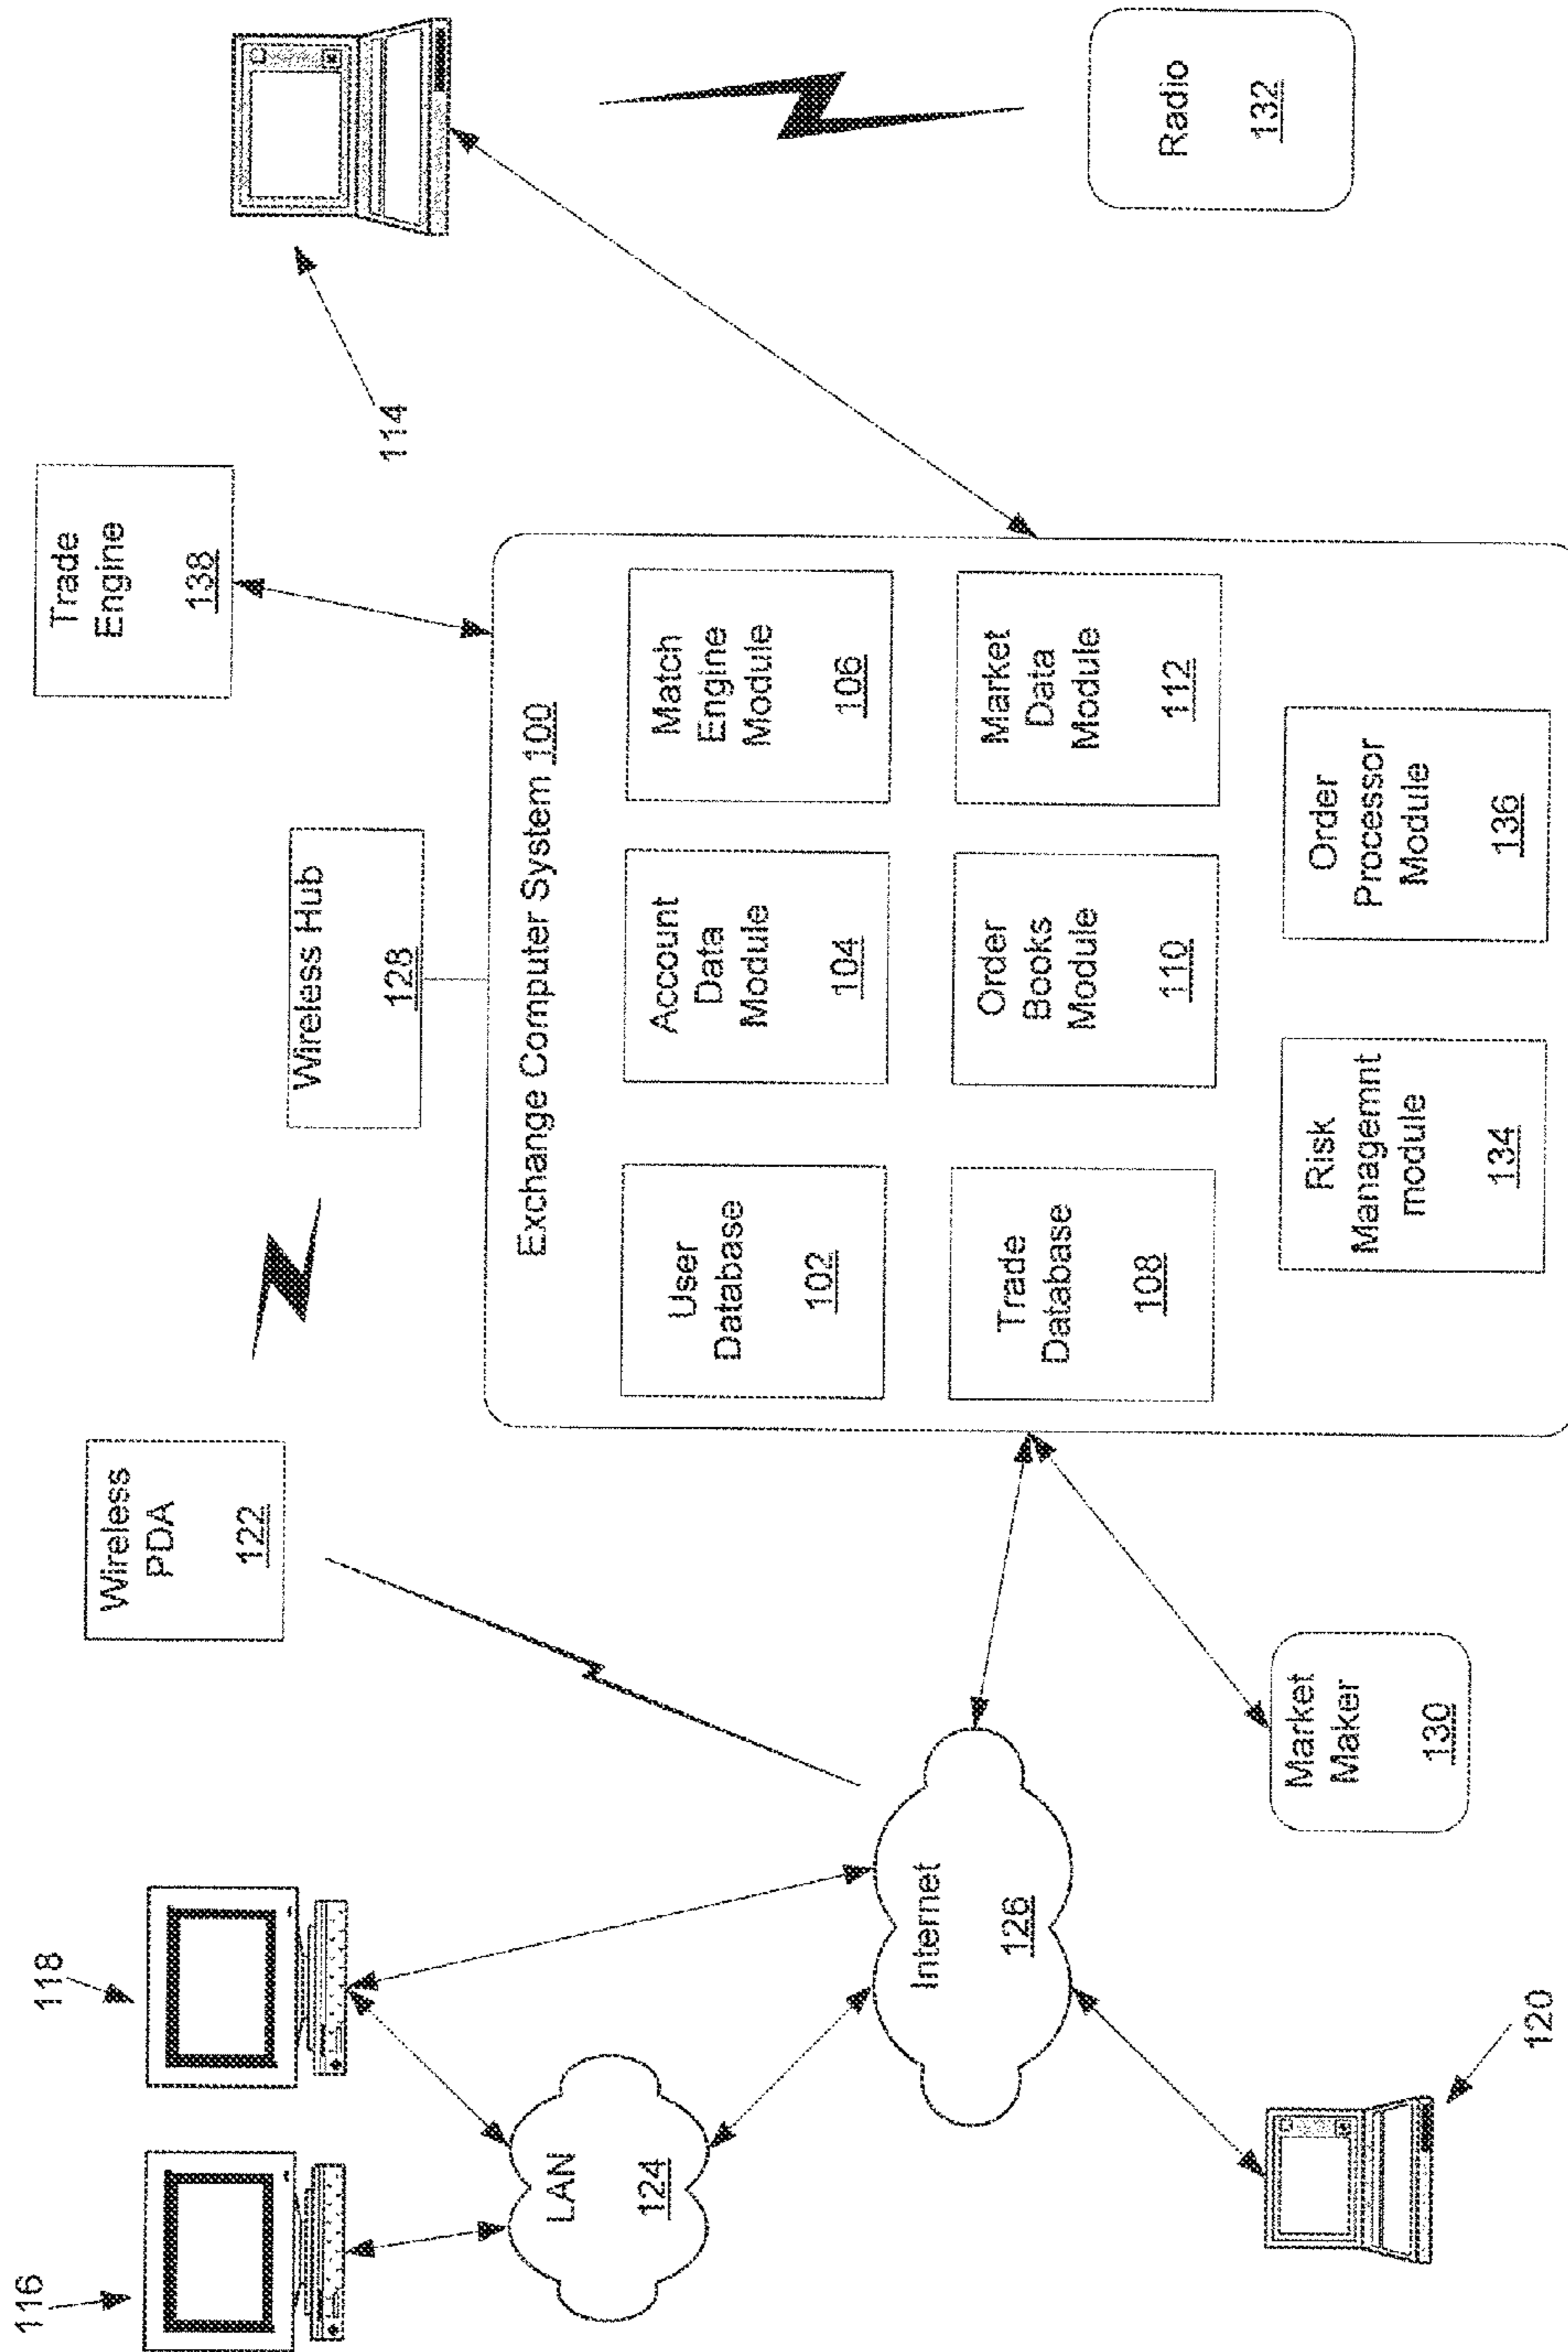 116
118
Wireless
PDA
122
Wireless Hub
128
Trade
Engine
138
114
LAN
124
Internet
126
120
Market
Maker
130
Exchange Computer System 100
User
Database
102
Account
Data
Module
104
Match
Engine
Module
106
Trade
Database
108
Order
Books
Module
110
Market
Data
Module
112
Risk
Managemnt
module
134
Order
Processor
Module
136
Radio
132